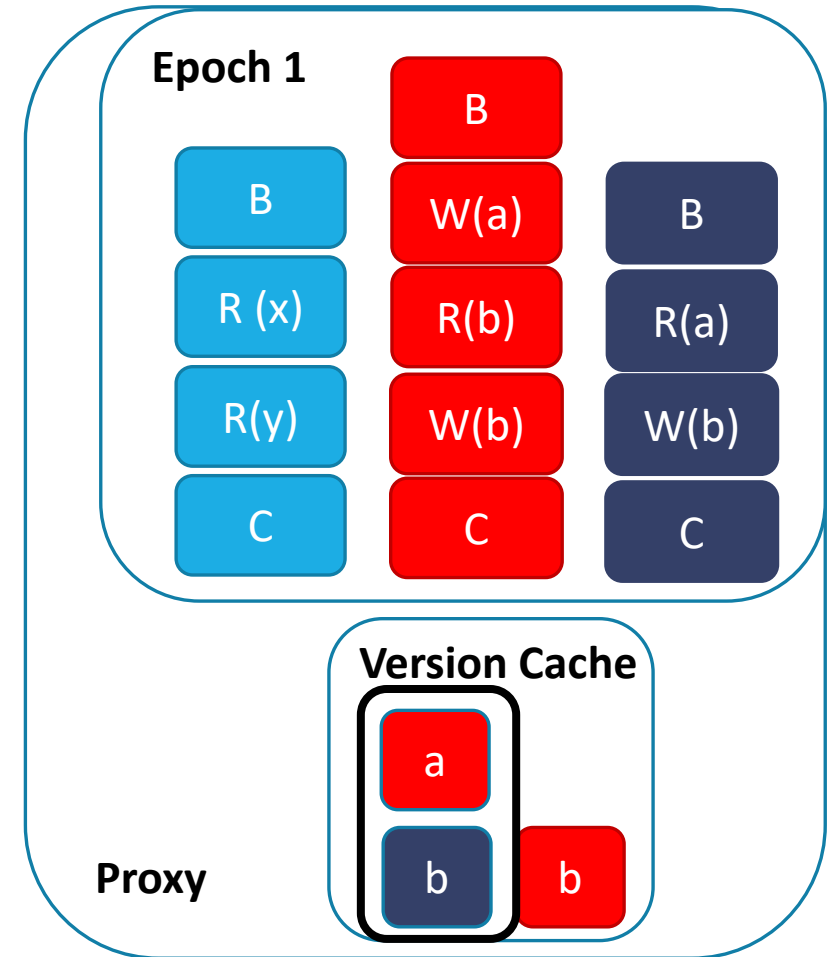 Epoch 1
B
R (x)
R(y)
C
B
W(a)
R(b)
W(b)
C
B
R(a)
W(b)
C
Version Cache
a
b
b
Proxy